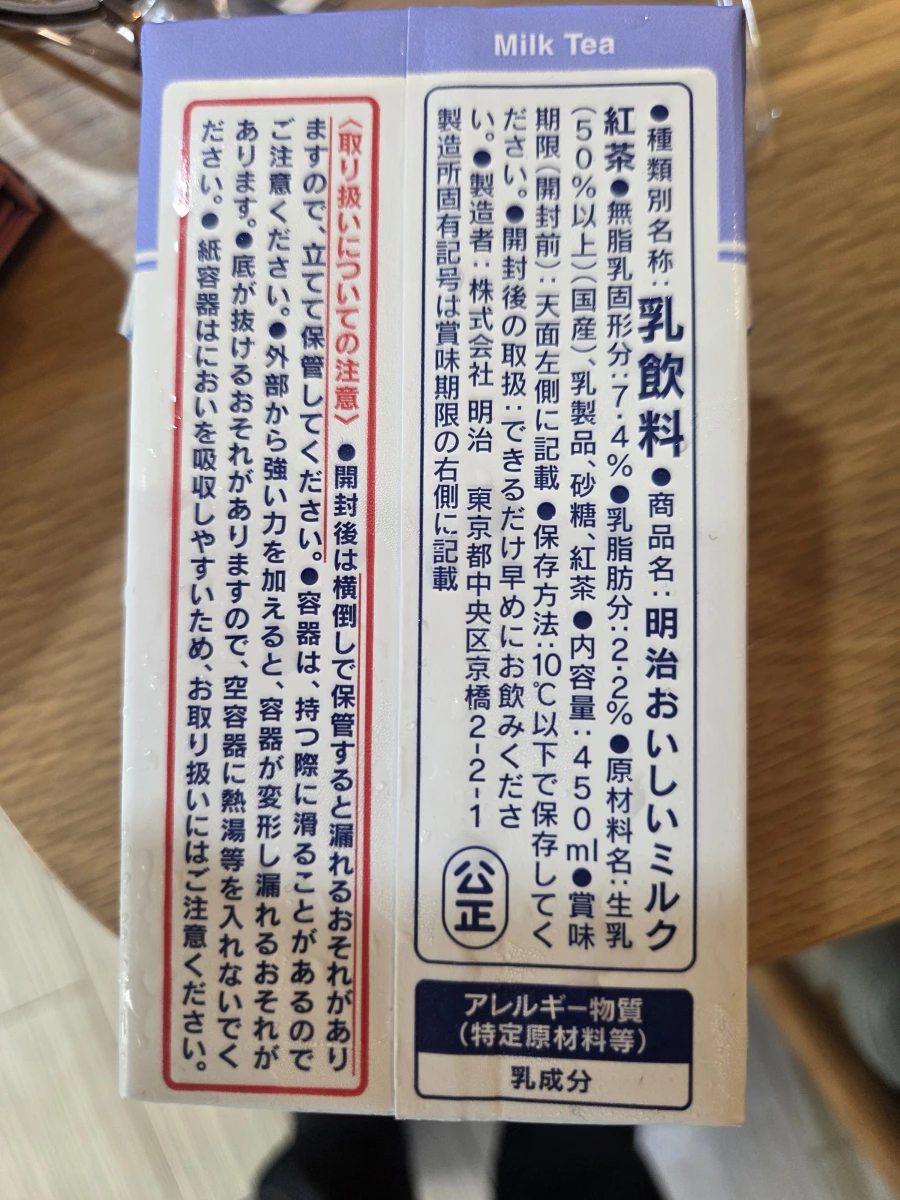 Milk Tea
●種類別名称:乳飲料●商品名:明治おいしいミルク
紅茶●無脂乳固形分:7.4%●乳脂肪分:2.2%●原材料名:生乳
(50%以上)(国産)、乳製品、砂糖、紅茶●内容量:450ml●賞味
期限(開封前):天面左側に記載●保存方法:10℃以下で保存してく
ださい。●開封後の取扱:できるだけ早めにお飲みくださ
い。●製造者:株式会社 明治 東京都中央区京橋2-2-1
製造所固有記号は賞味期限の右側に記載
公正
アレルギー物質
(特定原材料等)
乳成分
〈取り扱いについての注意〉●開封後は横倒しで保管すると漏れるおそれがあり
ますので、立てて保管してください。●容器は、持つ際に滑ることがあるので
ご注意ください。●外部から強い力を加えると、容器が変形し漏れるおそれが
あります。●底が抜けるおそれがありますので、空容器に熱湯等を入れないでく
ださい。●紙容器はにおいを吸収しやすいため、お取り扱いにはご注意ください。